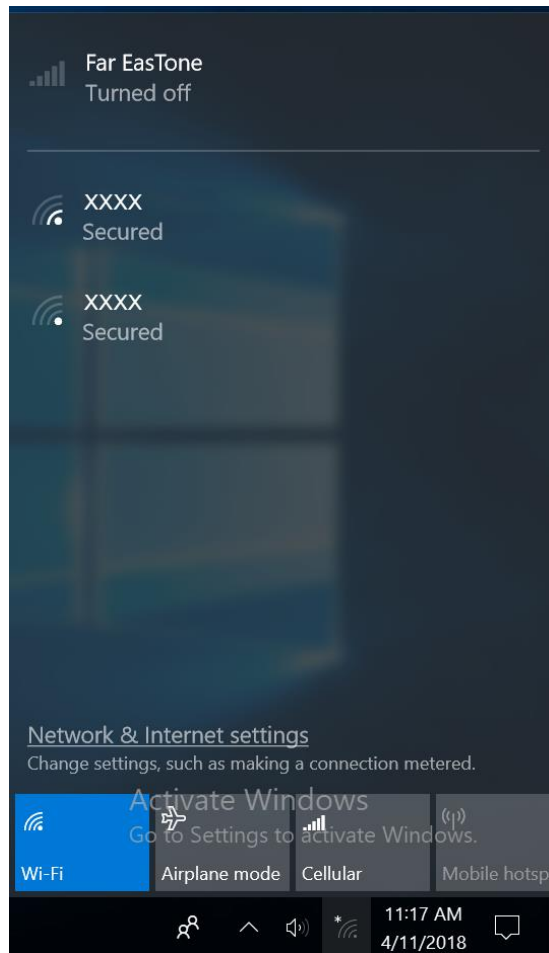 Far EasTone
Turned off
XXXX
Secured
XXXX
Secured
Network & Internet settings
Change settings, such as making a connection metered.
Activate Windows
Go to Settings to activate Windows.
Wi-Fi
Airplane mode
Cellular
Mobile hotsp
11:17 AM
4/11/2018